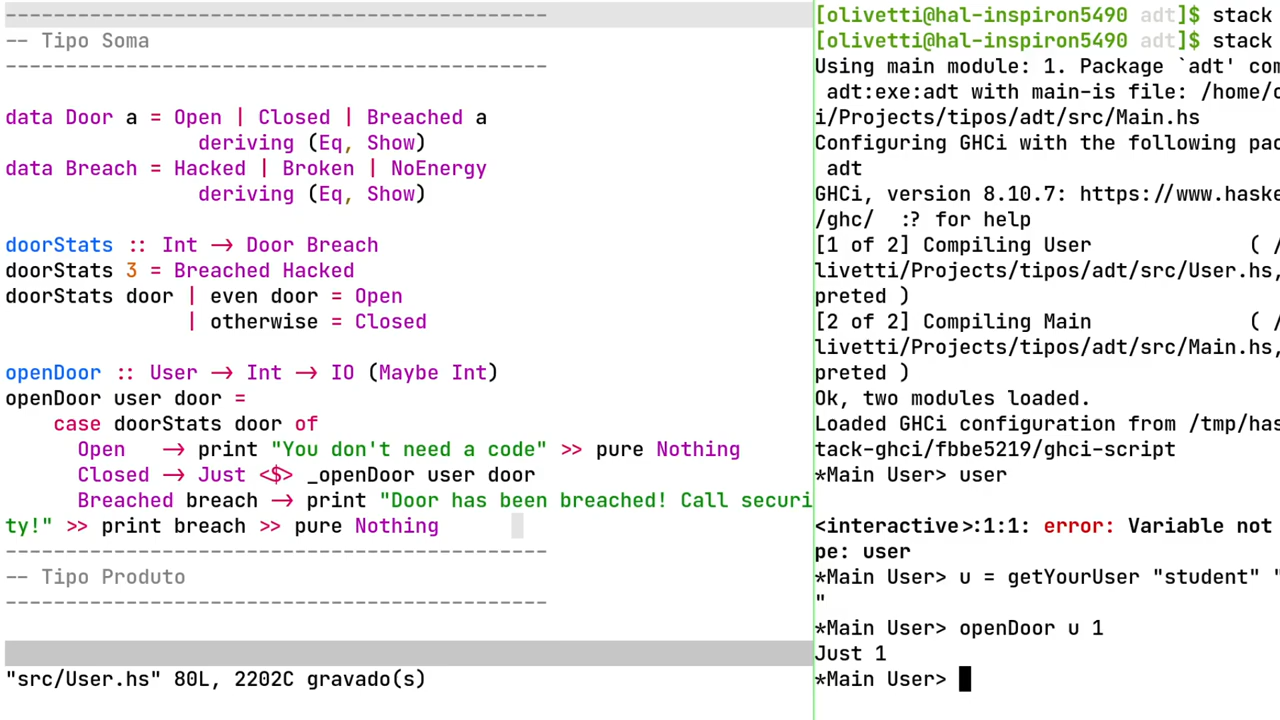 ---------------------------------------------
-- Tipo Soma
---------------------------------------------
data Door a = Open | Closed | Breached a
                deriving (Eq, Show)
data Breach = Hacked | Broken | NoEnergy
                deriving (Eq, Show)
doorStats :: Int -> Door Breach
doorStats 3 = Breached Hacked
doorStats door | even door = Open
               | otherwise = Closed
openDoor :: User -> Int -> IO (Maybe Int)
openDoor user door =
    case doorStats door of
      Open   -> print "You don't need a code" >> pure Nothing
      Closed -> Just <$> _openDoor user door
      Breached breach -> print "Door has been breached! Call securi
ty!" >> print breach >> pure Nothing
---------------------------------------------
-- Tipo Produto
---------------------------------------------
"src/User.hs" 80L, 2202C gravado(s)
[olivetti@hal-inspiron5490 adt]$ stack
[olivetti@hal-inspiron5490 adt]$ stack
Using main module: 1. Package `adt' com
 adt:exe:adt with main-is file: /home/o
i/Projects/tipos/adt/src/Main.hs
Configuring GHCi with the following pac
 adt
GHCi, version 8.10.7: https://www.haske
/ghc/  :? for help
[1 of 2] Compiling User             ( /
livetti/Projects/tipos/adt/src/User.hs,
preted )
[2 of 2] Compiling Main             ( /
livetti/Projects/tipos/adt/src/Main.hs,
preted )
Ok, two modules loaded.
Loaded GHCi configuration from /tmp/has
tack-ghci/fbbe5219/ghci-script
*Main User> user
<interactive>:1:1: error: Variable not
pe: user
*Main User> u = getYourUser "student" "
"
*Main User> openDoor u 1
Just 1
*Main User>